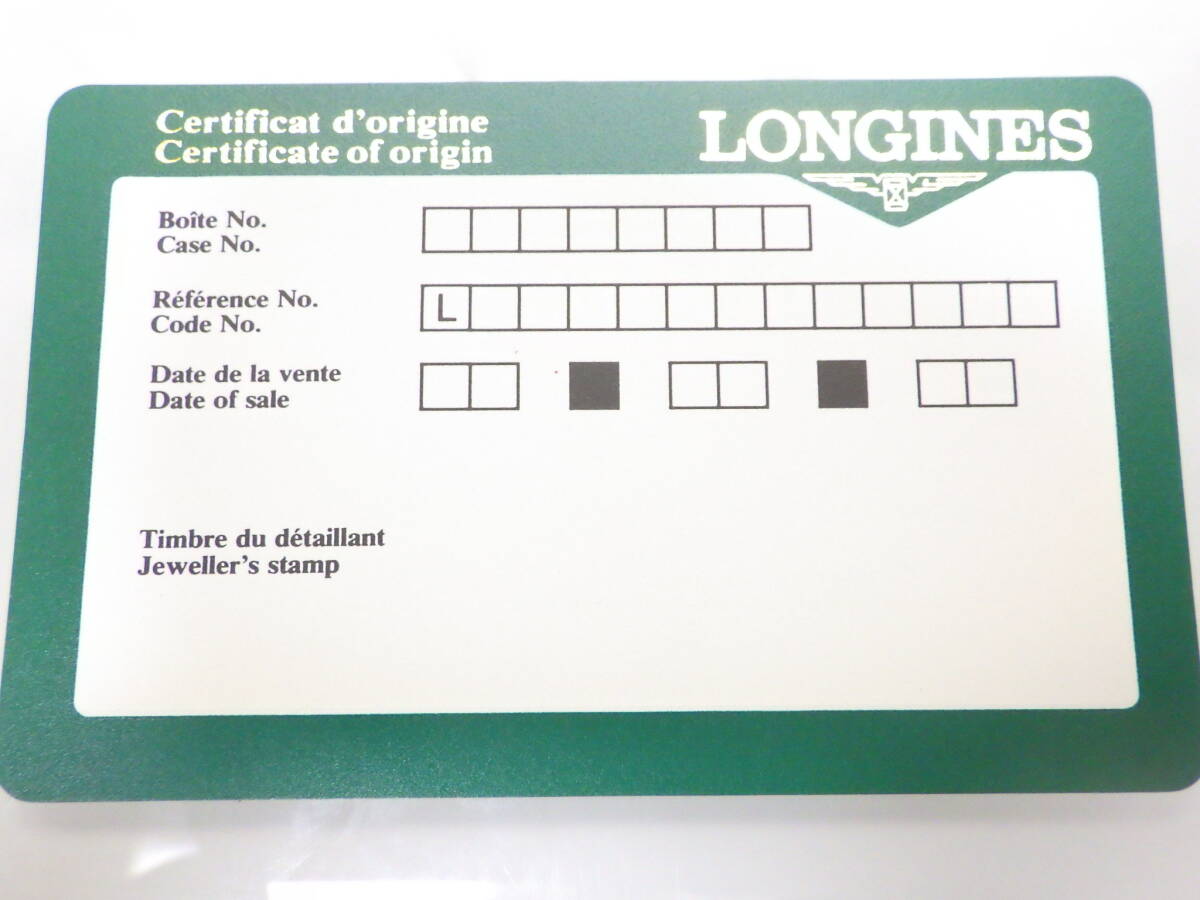 Certificat d'origine
Certificate of origin
LONGINES
Boîte No.
Case No.
Référence No.
Code No.
L
Date de la vente
Date of sale
Timbre du détaillant
Jeweller's stamp